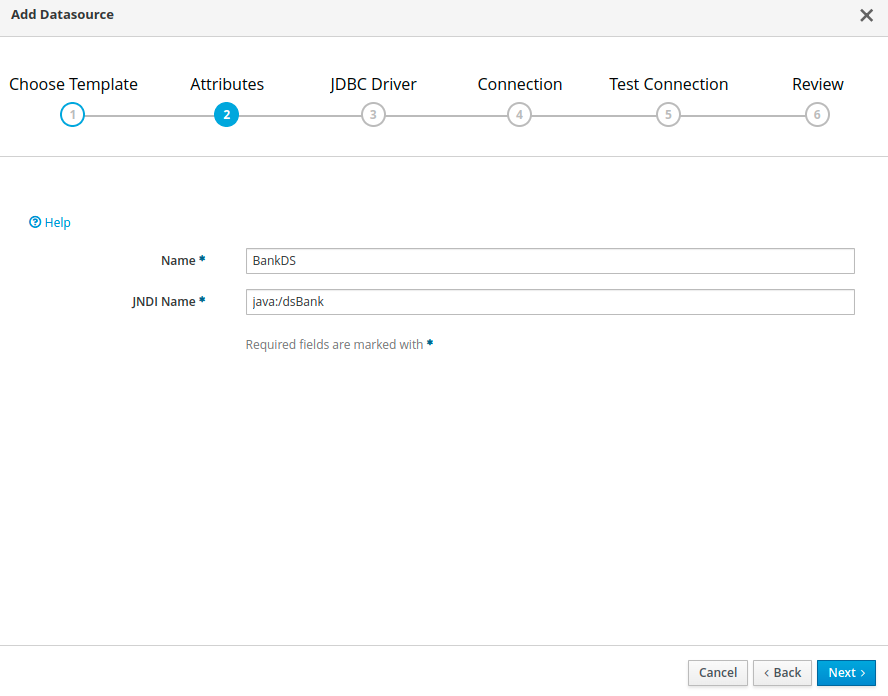 Add Datasource
Choose Template Attributes JDBC Driver Connection Test Connection Review
1 2 3 4 5 6
Help
Name *
BankDS
JNDI Name *
java:/dsBank
Required fields are marked with *
Cancel < Back Next >